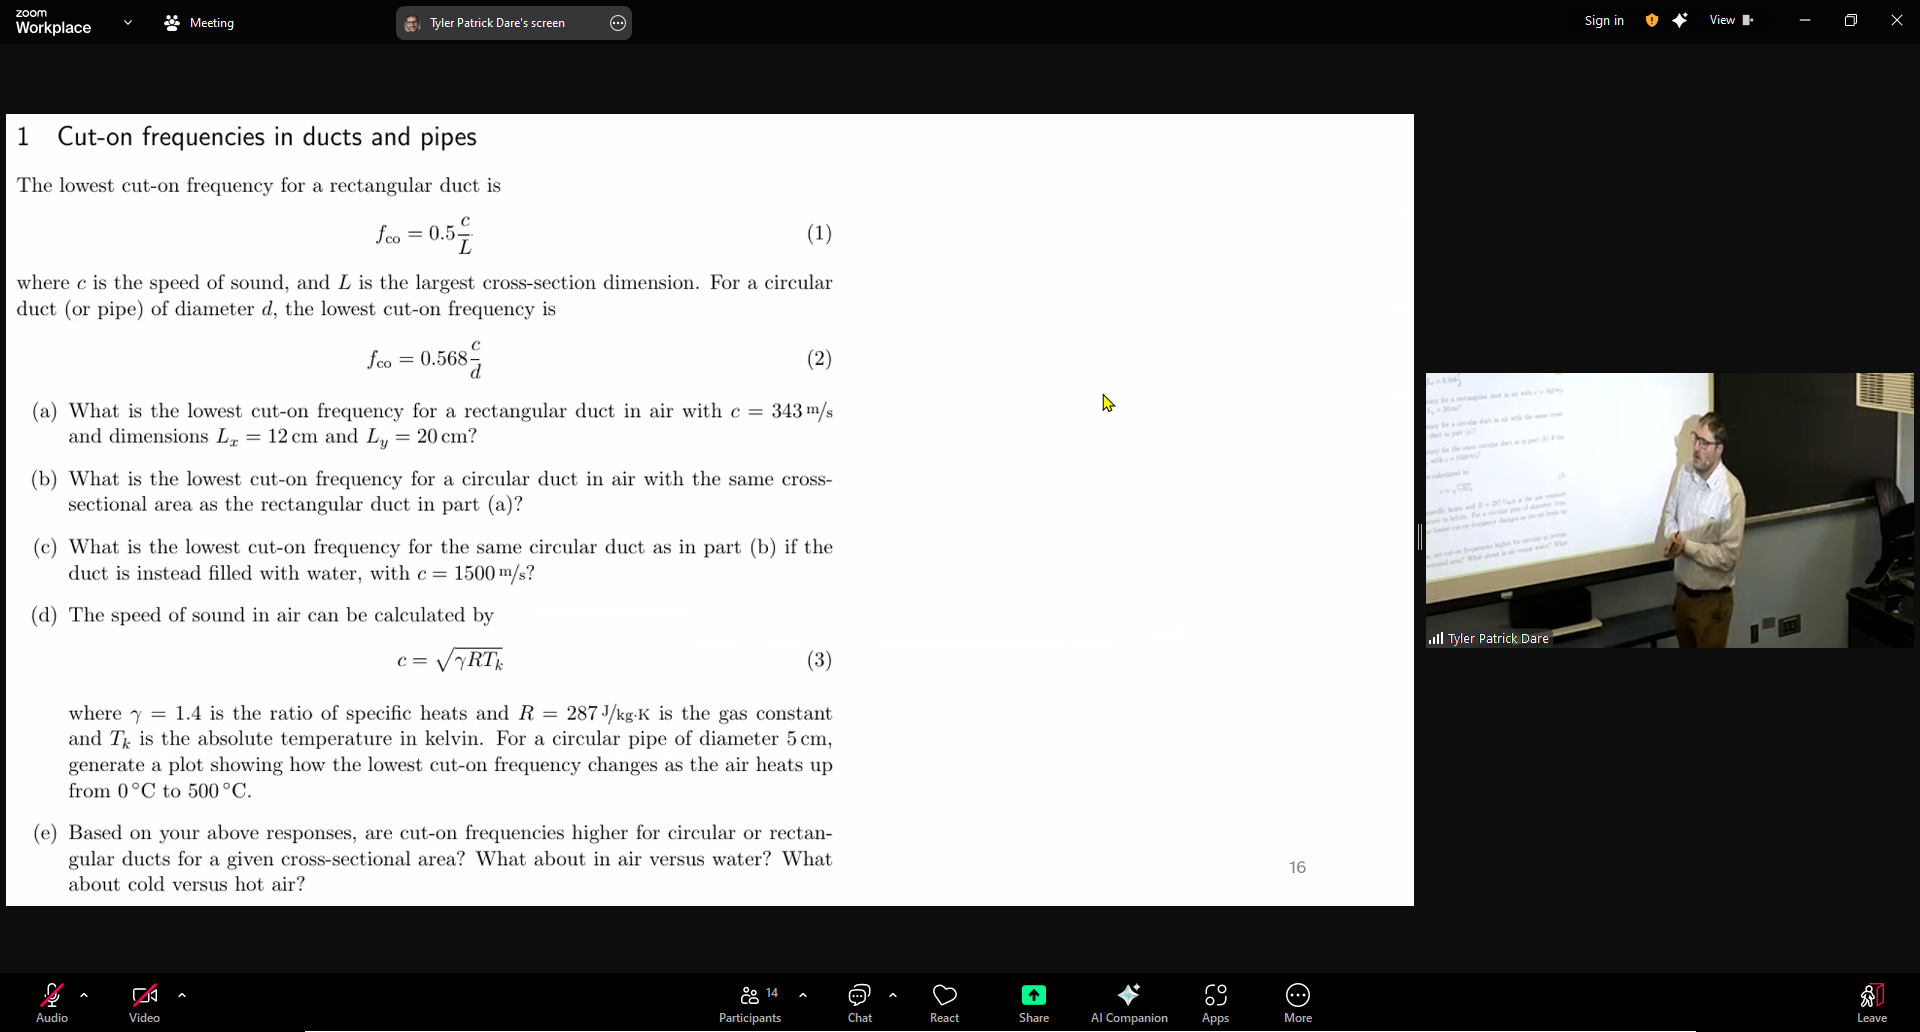 zoom
Workplace
Meeting
Tyler Patrick Dare's screen
Sign in
View
1 Cut-on frequencies in ducts and pipes
The lowest cut-on frequency for a rectangular duct is
f_co = 0.5 c/L (1)
where c is the speed of sound, and L is the largest cross-section dimension. For a circular
duct (or pipe) of diameter d, the lowest cut-on frequency is
f_co = 0.568 c/d (2)
(a) What is the lowest cut-on frequency for a rectangular duct in air with c = 343 m/s
and dimensions L_x = 12 cm and L_y = 20 cm?
(b) What is the lowest cut-on frequency for a circular duct in air with the same cross-
sectional area as the rectangular duct in part (a)?
(c) What is the lowest cut-on frequency for the same circular duct as in part (b) if the
duct is instead filled with water, with c = 1500 m/s?
(d) The speed of sound in air can be calculated by
c = √γRT_k (3)
where γ = 1.4 is the ratio of specific heats and R = 287 J/kg·K is the gas constant
and T_k is the absolute temperature in kelvin. For a circular pipe of diameter 5 cm,
generate a plot showing how the lowest cut-on frequency changes as the air heats up
from 0 °C to 500 °C.
(e) Based on your above responses, are cut-on frequencies higher for circular or rectan-
gular ducts for a given cross-sectional area? What about in air versus water? What
about cold versus hot air?
16
Tyler Patrick Dare
Audio
Video
Participants
14
Chat
React
Share
AI Companion
Apps
More
Leave